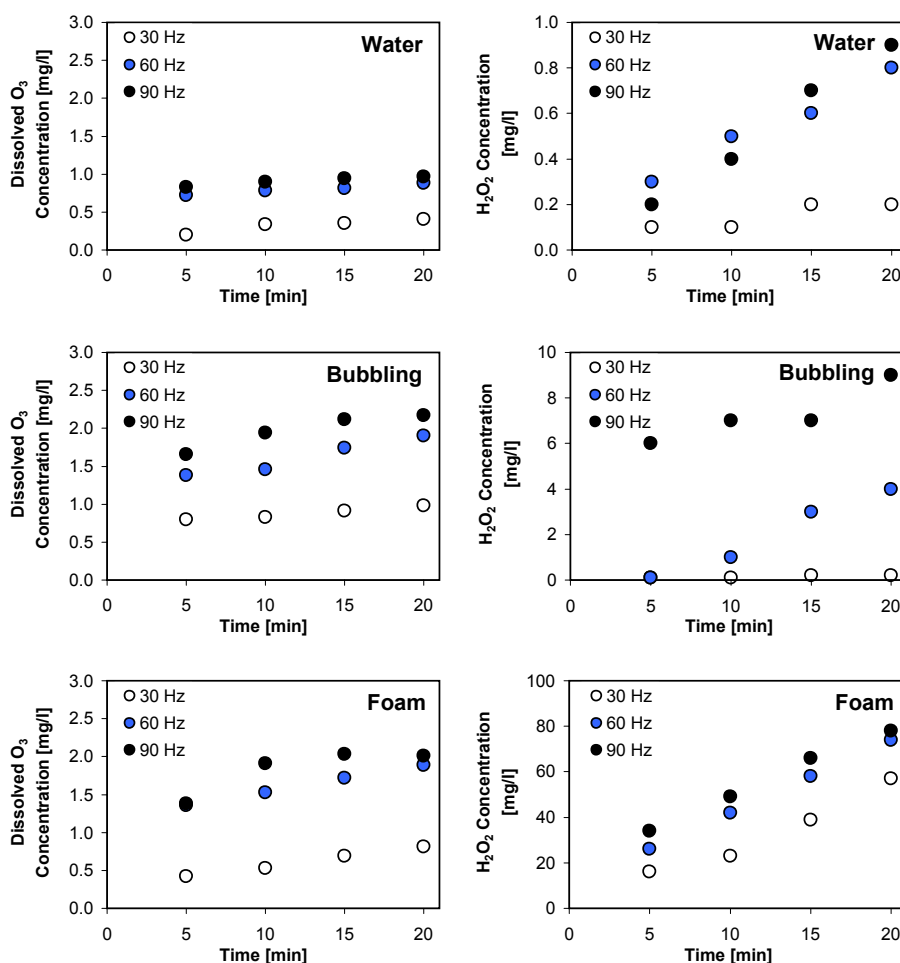 3.0
2.5
2.0
1.5
1.0
0.5
0.0
Dissolved O₃
Concentration [mg/l]
30 Hz
60 Hz
90 Hz
Water
0 5 10 15 20
Time [min]
1.0
0.8
0.6
0.4
0.2
0.0
H₂O₂ Concentration
[mg/l]
30 Hz
60 Hz
90 Hz
Water
0 5 10 15 20
Time [min]
3.0
2.5
2.0
1.5
1.0
0.5
0.0
Dissolved O₃
Concentration [mg/l]
30 Hz
60 Hz
90 Hz
Bubbling
0 5 10 15 20
Time [min]
10
8
6
4
2
0
H₂O₂ Concentration
[mg/l]
30 Hz
60 Hz
90 Hz
Bubbling
0 5 10 15 20
Time [min]
3.0
2.5
2.0
1.5
1.0
0.5
0.0
Dissolved O₃
Concentration [mg/l]
30 Hz
60 Hz
90 Hz
Foam
0 5 10 15 20
Time [min]
100
80
60
40
20
0
H₂O₂ Concentration
[mg/l]
30 Hz
60 Hz
90 Hz
Foam
0 5 10 15 20
Time [min]